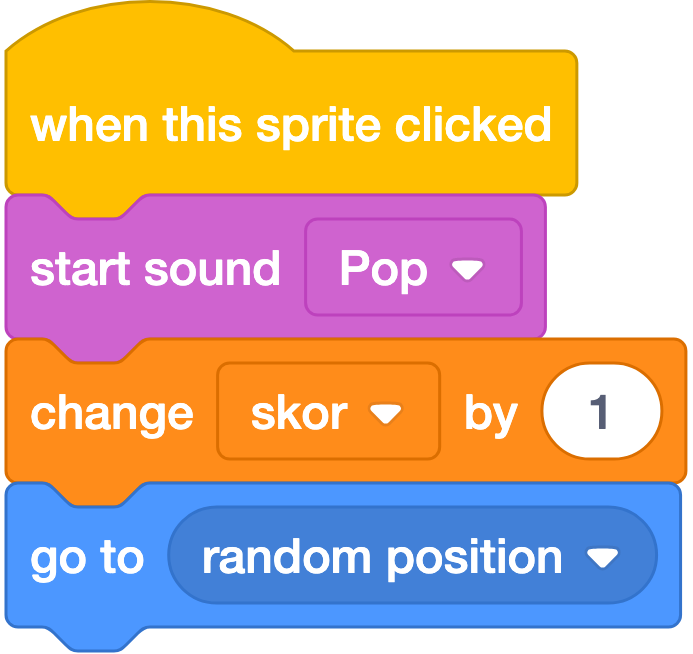 when this sprite clicked
start sound Pop
change skor by 1
go to random position